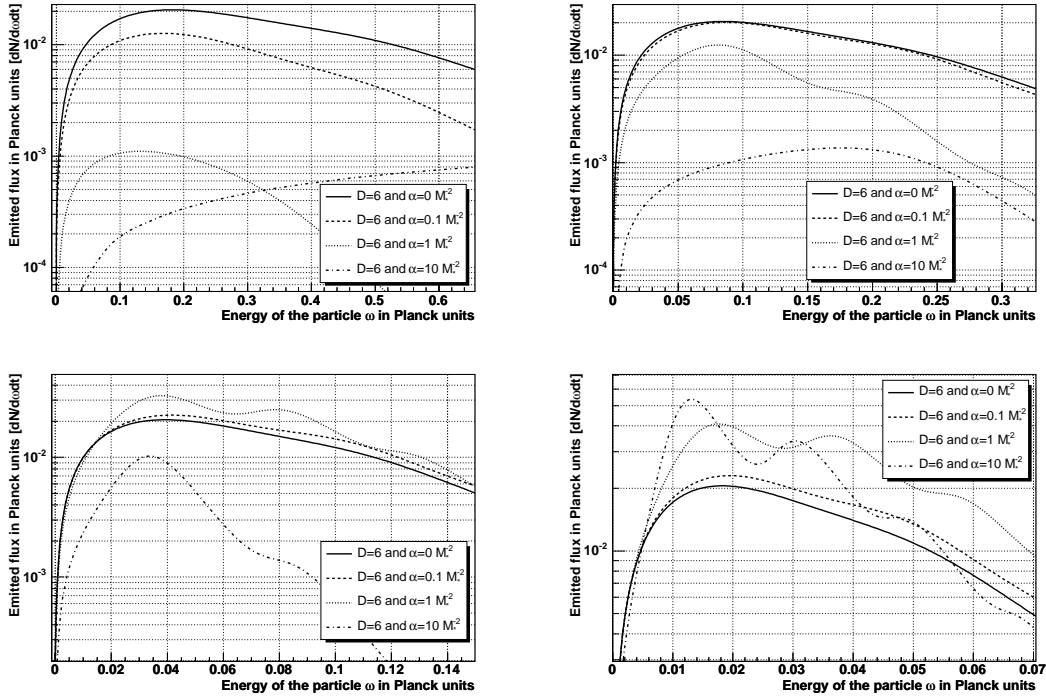 Emitted flux in Planck units [dN/dωdt]
10⁻²
10⁻³
10⁻⁴
D=6 and α=0 M.⁻²
D=6 and α=0.1 M.⁻²
D=6 and α=1 M.⁻²
D=6 and α=10 M.⁻²
0 0.1 0.2 0.3 0.4 0.5 0.6
Energy of the particle ω in Planck units
Emitted flux in Planck units [dN/dωdt]
10⁻²
10⁻³
10⁻⁴
D=6 and α=0 M.⁻²
D=6 and α=0.1 M.⁻²
D=6 and α=1 M.⁻²
D=6 and α=10 M.⁻²
0 0.05 0.1 0.15 0.2 0.25 0.3
Energy of the particle ω in Planck units
Emitted flux in Planck units [dN/dωdt]
10⁻²
10⁻³
D=6 and α=0 M.⁻²
D=6 and α=0.1 M.⁻²
D=6 and α=1 M.⁻²
D=6 and α=10 M.⁻²
0 0.02 0.04 0.06 0.08 0.1 0.12 0.14
Energy of the particle ω in Planck units
Emitted flux in Planck units [dN/dωdt]
D=6 and α=0 M.⁻²
D=6 and α=0.1 M.⁻²
D=6 and α=1 M.⁻²
D=6 and α=10 M.⁻²
10⁻²
0 0.01 0.02 0.03 0.04 0.05 0.06 0.07
Energy of the particle ω in Planck units